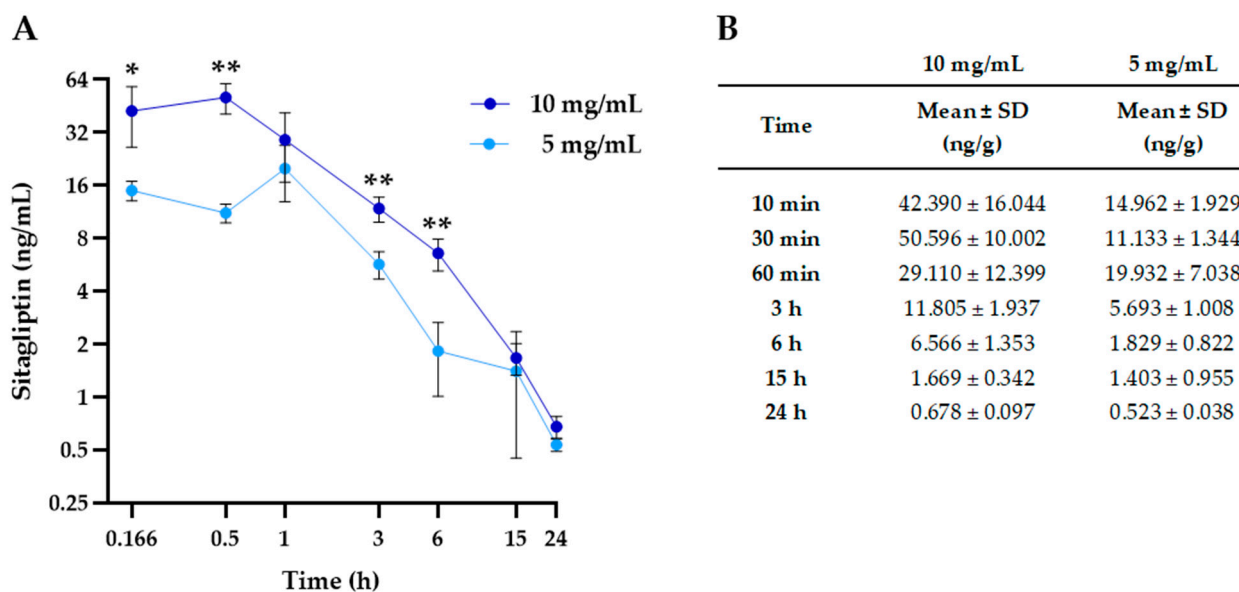 A
* ** ** **
64
32
16
8
4
2
1
0.5
0.25
Sitagliptin (ng/mL)
10 mg/mL
5 mg/mL
0.166 0.5 1 3 6 15 24
Time (h)
B
10 mg/mL 5 mg/mL
Time Mean ± SD (ng/g) Mean ± SD (ng/g)
10 min 42.390 ± 16.044 14.962 ± 1.929
30 min 50.596 ± 10.002 11.133 ± 1.344
60 min 29.110 ± 12.399 19.932 ± 7.038
3 h 11.805 ± 1.937 5.693 ± 1.008
6 h 6.566 ± 1.353 1.829 ± 0.822
15 h 1.669 ± 0.342 1.403 ± 0.955
24 h 0.678 ± 0.097 0.523 ± 0.038